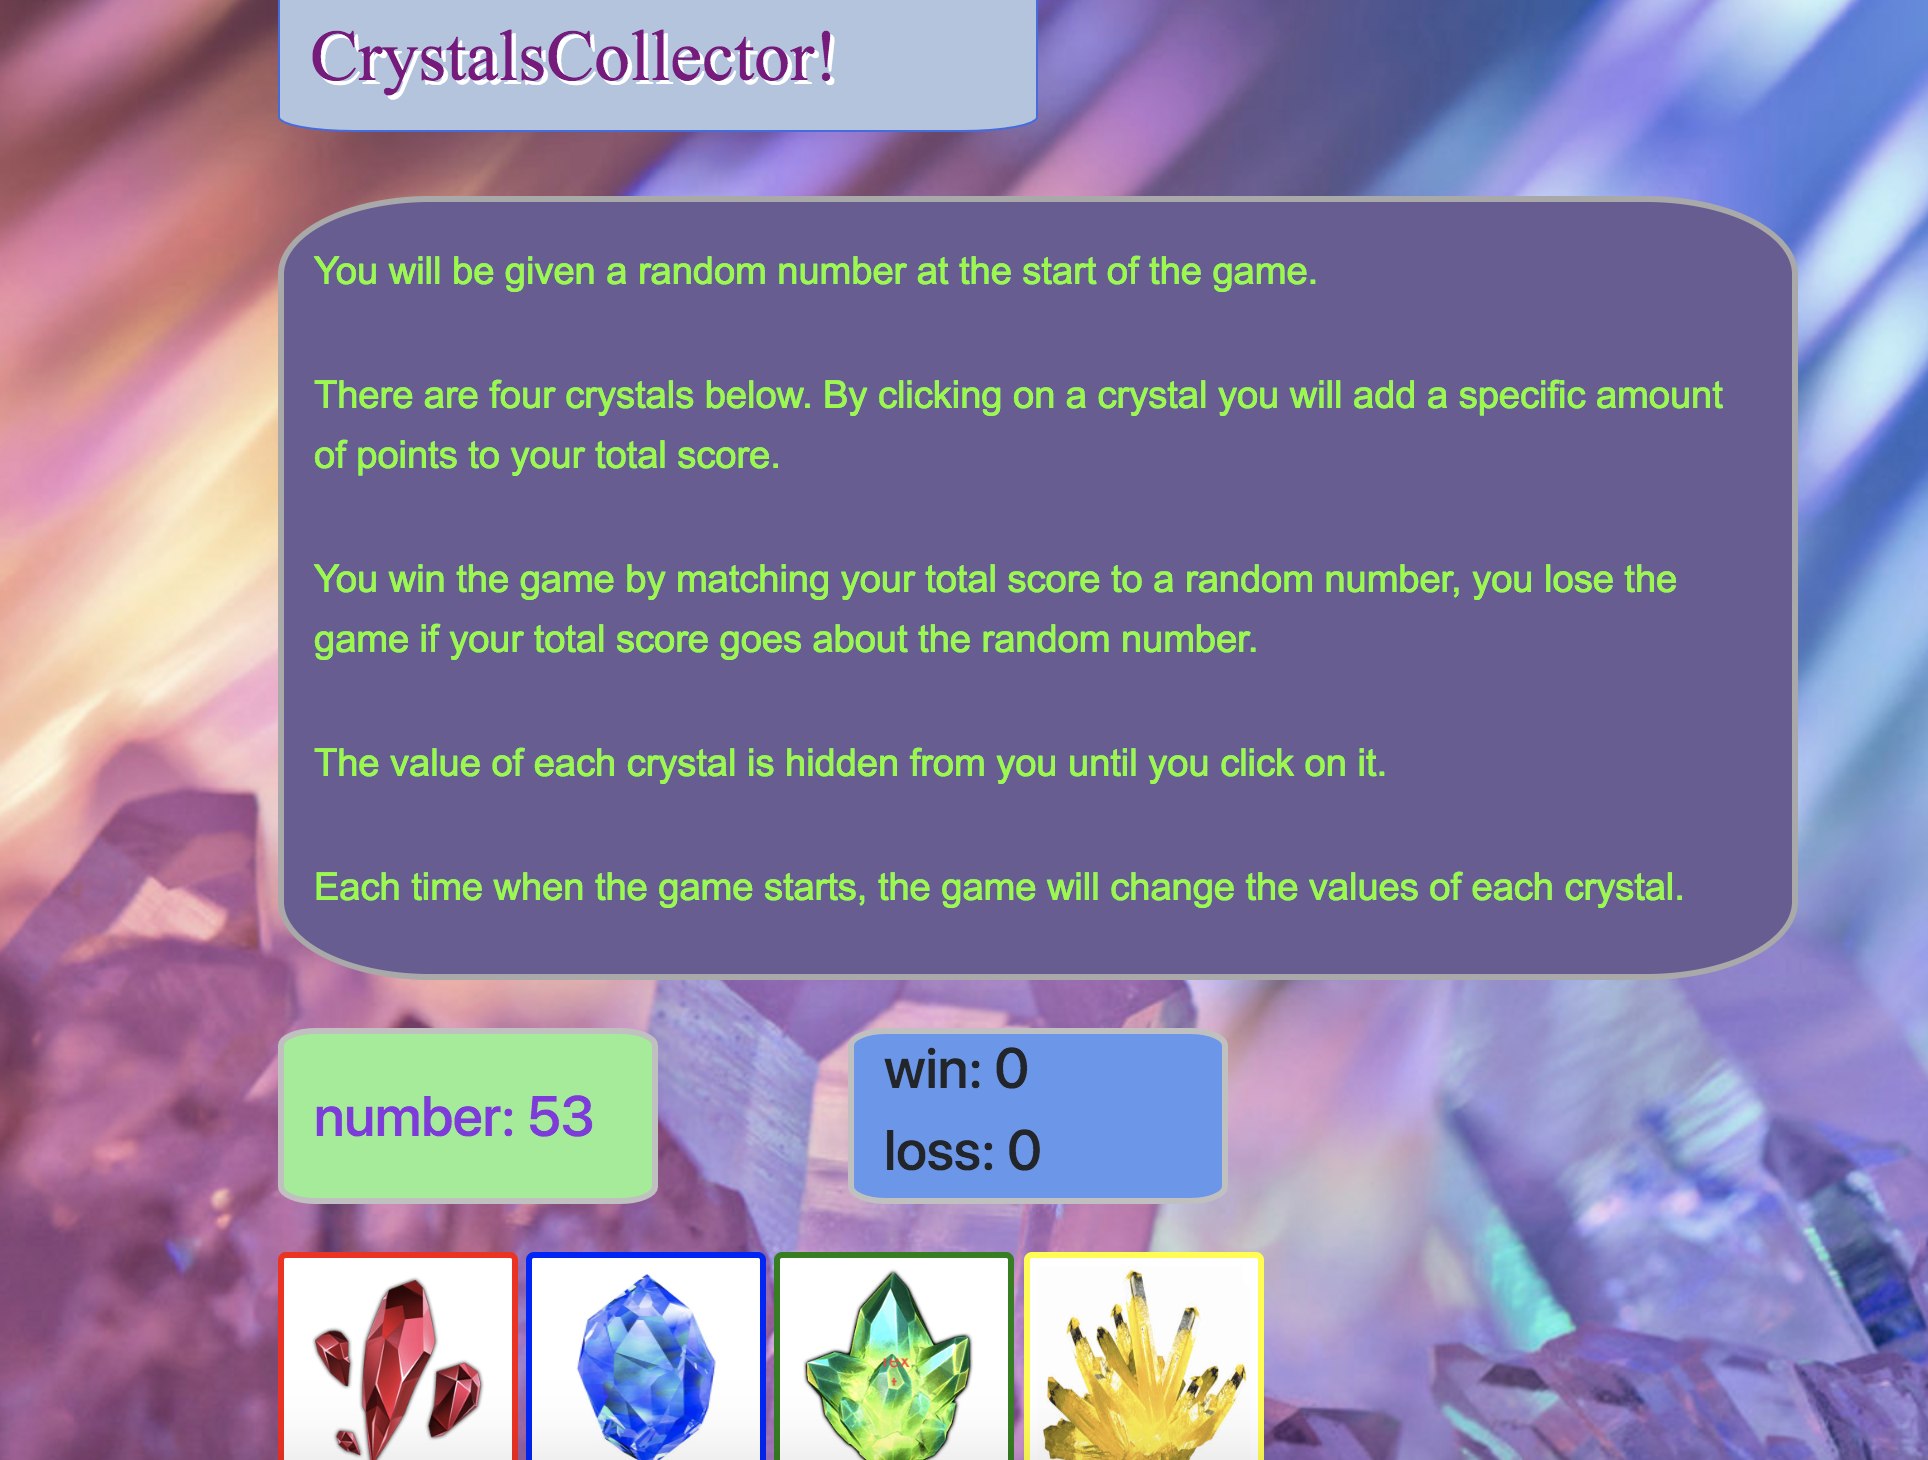 CrystalsCollector!
You will be given a random number at the start of the game.
There are four crystals below. By clicking on a crystal you will add a specific amount
of points to your total score.
You win the game by matching your total score to a random number, you lose the
game if your total score goes about the random number.
The value of each crystal is hidden from you until you click on it.
Each time when the game starts, the game will change the values of each crystal.
number: 53
win: 0
loss: 0